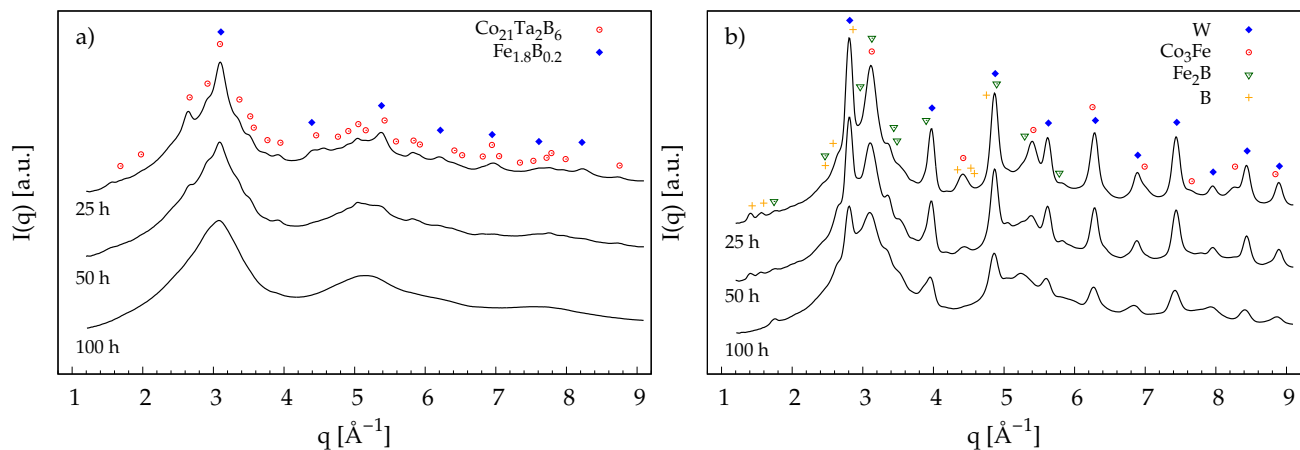 a)
Co₂₁Ta₂B₆
Fe₁.₈B₀.₂
25 h
50 h
100 h
I(q) [a.u.]
1 2 3 4 5 6 7 8 9
q [Å⁻¹]
b)
W
Co₃Fe
Fe₂B
B
25 h
50 h
100 h
I(q) [a.u.]
1 2 3 4 5 6 7 8 9
q [Å⁻¹]